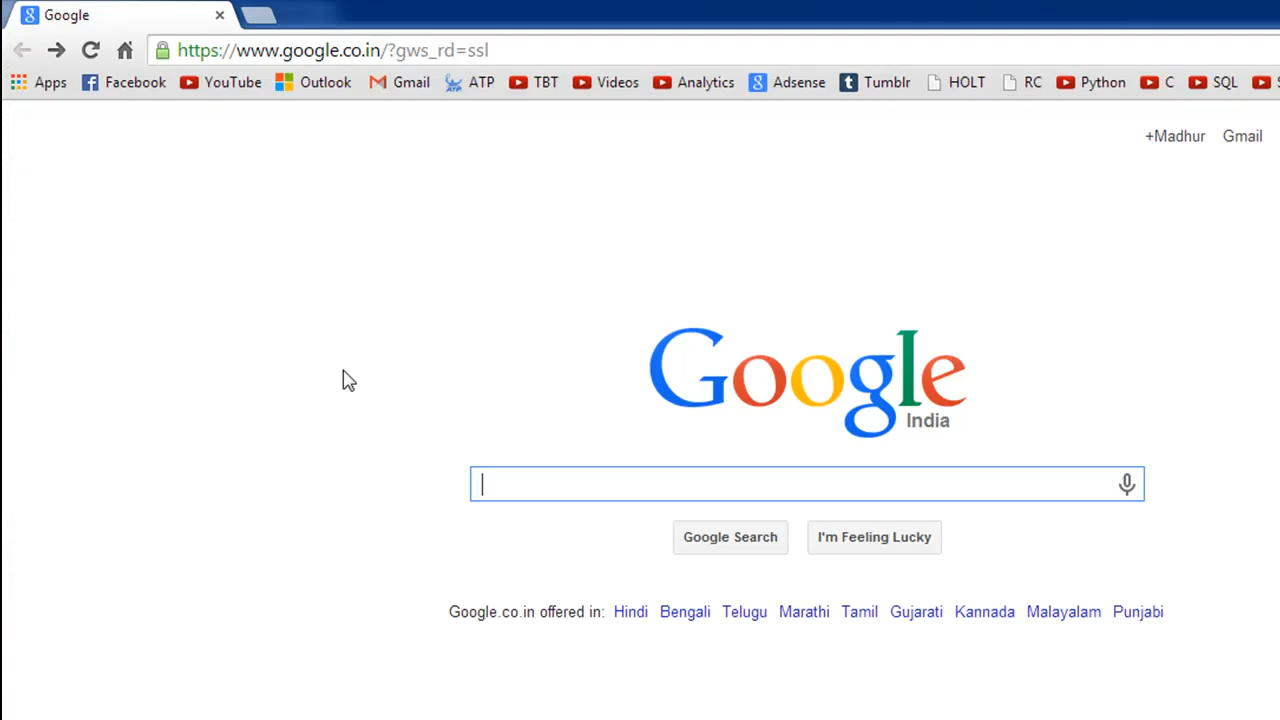 Google
https://www.google.co.in/?gws_rd=ssl
Apps Facebook YouTube Outlook Gmail ATP TBT Videos Analytics Adsense Tumblr HOLT RC Python C SQL
+Madhur Gmail
Google
India
Google Search I'm Feeling Lucky
Google.co.in offered in: Hindi Bengali Telugu Marathi Tamil Gujarati Kannada Malayalam Punjabi